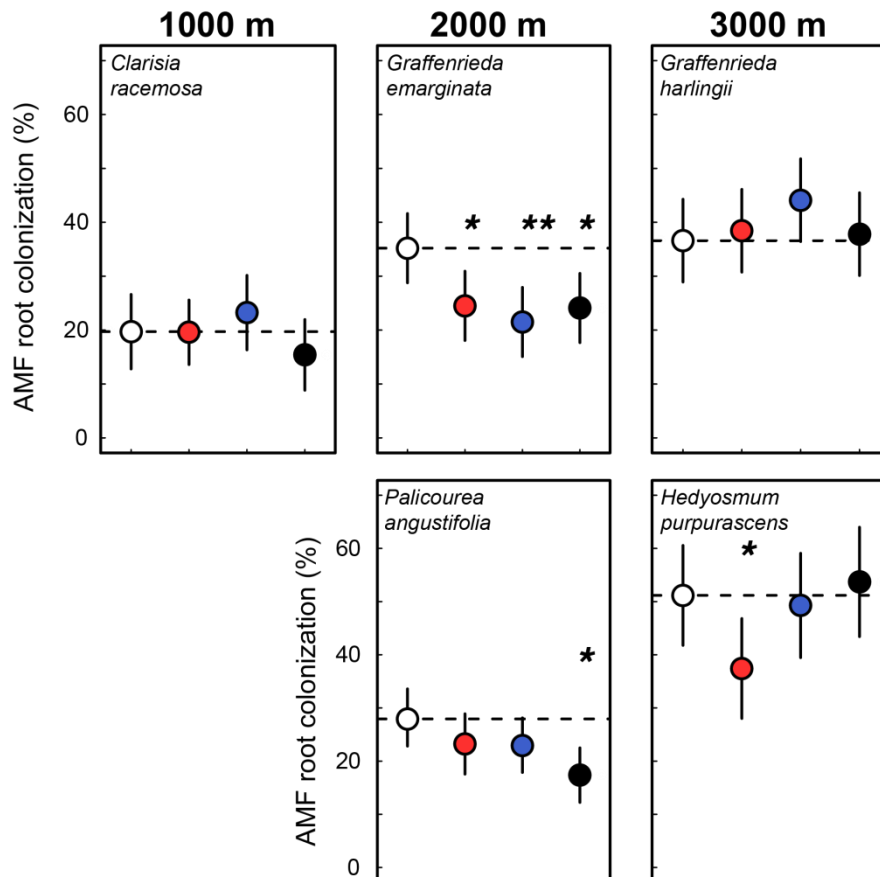 1000 m
2000 m
3000 m
Clarisia
racemosa
Graffenrieda
emarginata
Graffenrieda
harlingii
AMF root colonization (%)
60
40
20
0
*
**
*
Palicourea
angustifolia
Hedyosmum
purpurascens
AMF root colonization (%)
60
40
20
0
*
*